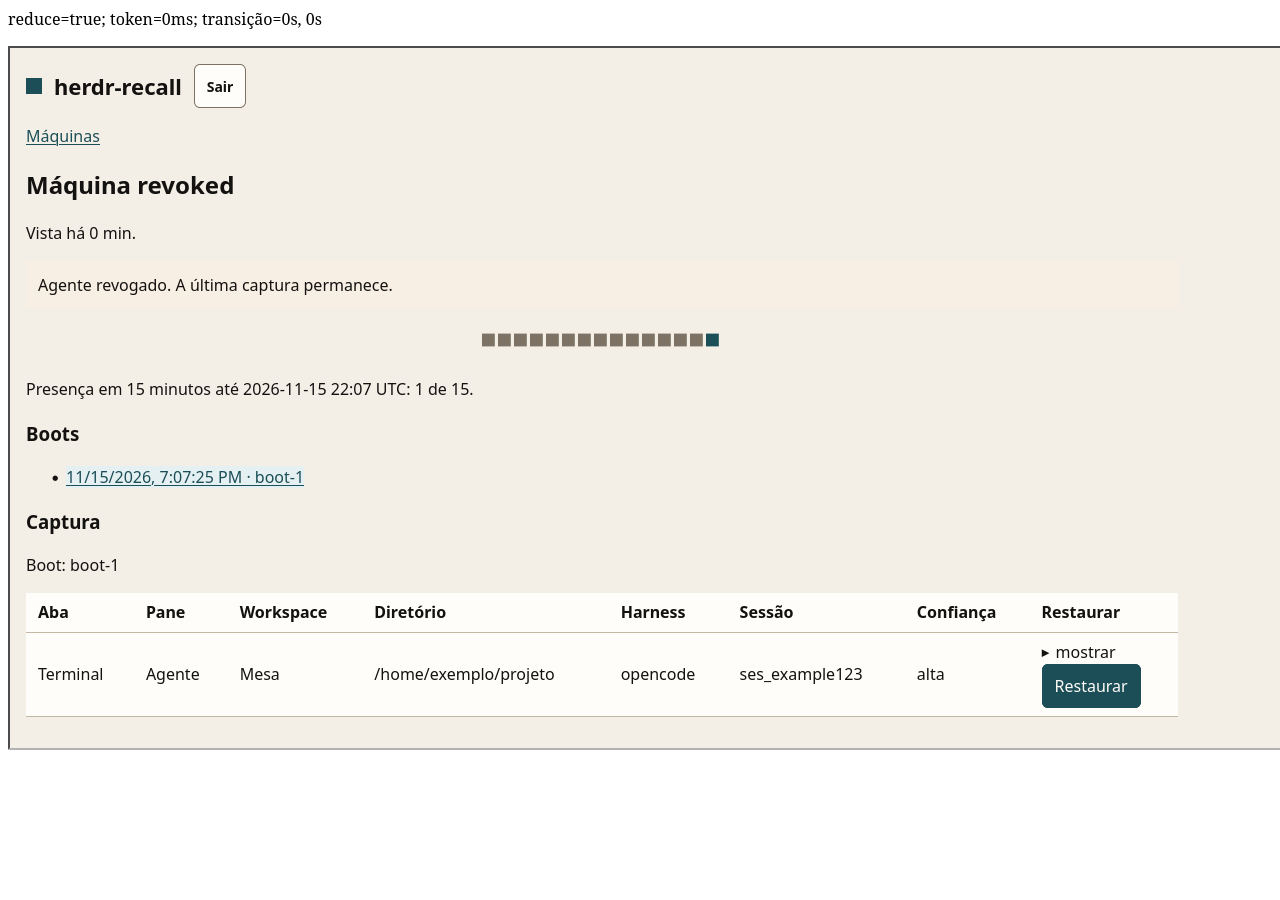 reduce=true; token=0ms; transição=0s, 0s
herdr-recall Sair
Máquinas
Máquina revoked
Vista há 0 min.
Agente revogado. A última captura permanece.
Presença em 15 minutos até 2026-11-15 22:07 UTC: 1 de 15.
Boots
• 11/15/2026, 7:07:25 PM · boot-1
Captura
Boot: boot-1
Aba Pane Workspace Diretório Harness Sessão Confiança Restaurar
Terminal Agente Mesa /home/exemplo/projeto opencode ses_example123 alta ▸ mostrar
Restaurar